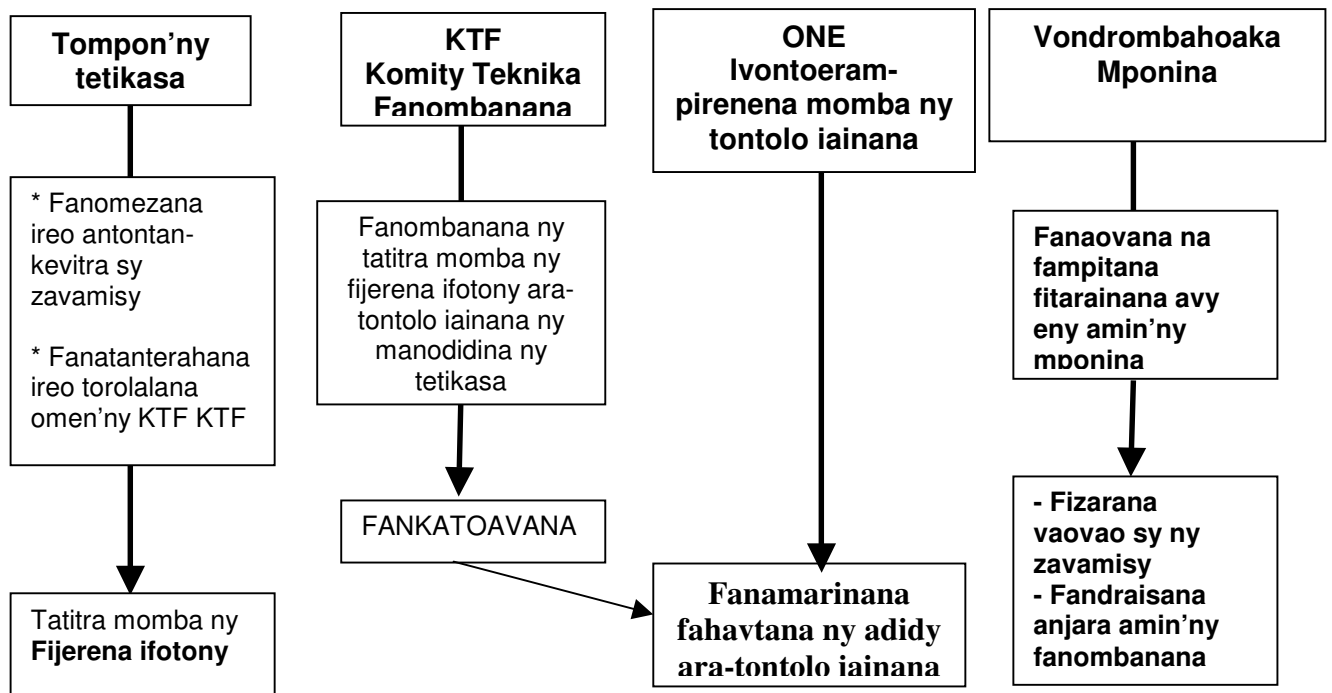 Tompon'ny
tetikasa
* Fanomezana
ireo antontan-
kevitra sy
zavamisy
* Fanatanterahana
ireo torolalana
omen'ny KTF KTF
Tatitra momba ny
Fijerena ifotony
KTF
Komity Teknika
Fanombanana
Fanombanana ny
tatitra momba ny
fijerena ifotony ara-
tontolo iainana ny
manodidina ny
tetikasa
FANKATOAVANA
ONE
Ivontoeram-
pirenena momba ny
tontolo iainana
Fanamarinana
fahavtana ny adidy
ara-tontolo iainana
Vondrombahoaka
Mponina
Fanaovana na
fampitana
fitarainana avy
eny amin'ny
mponina
- Fizarana
vaovao sy ny
zavamisy
- Fandraisana
anjara amin'ny
fanombanana